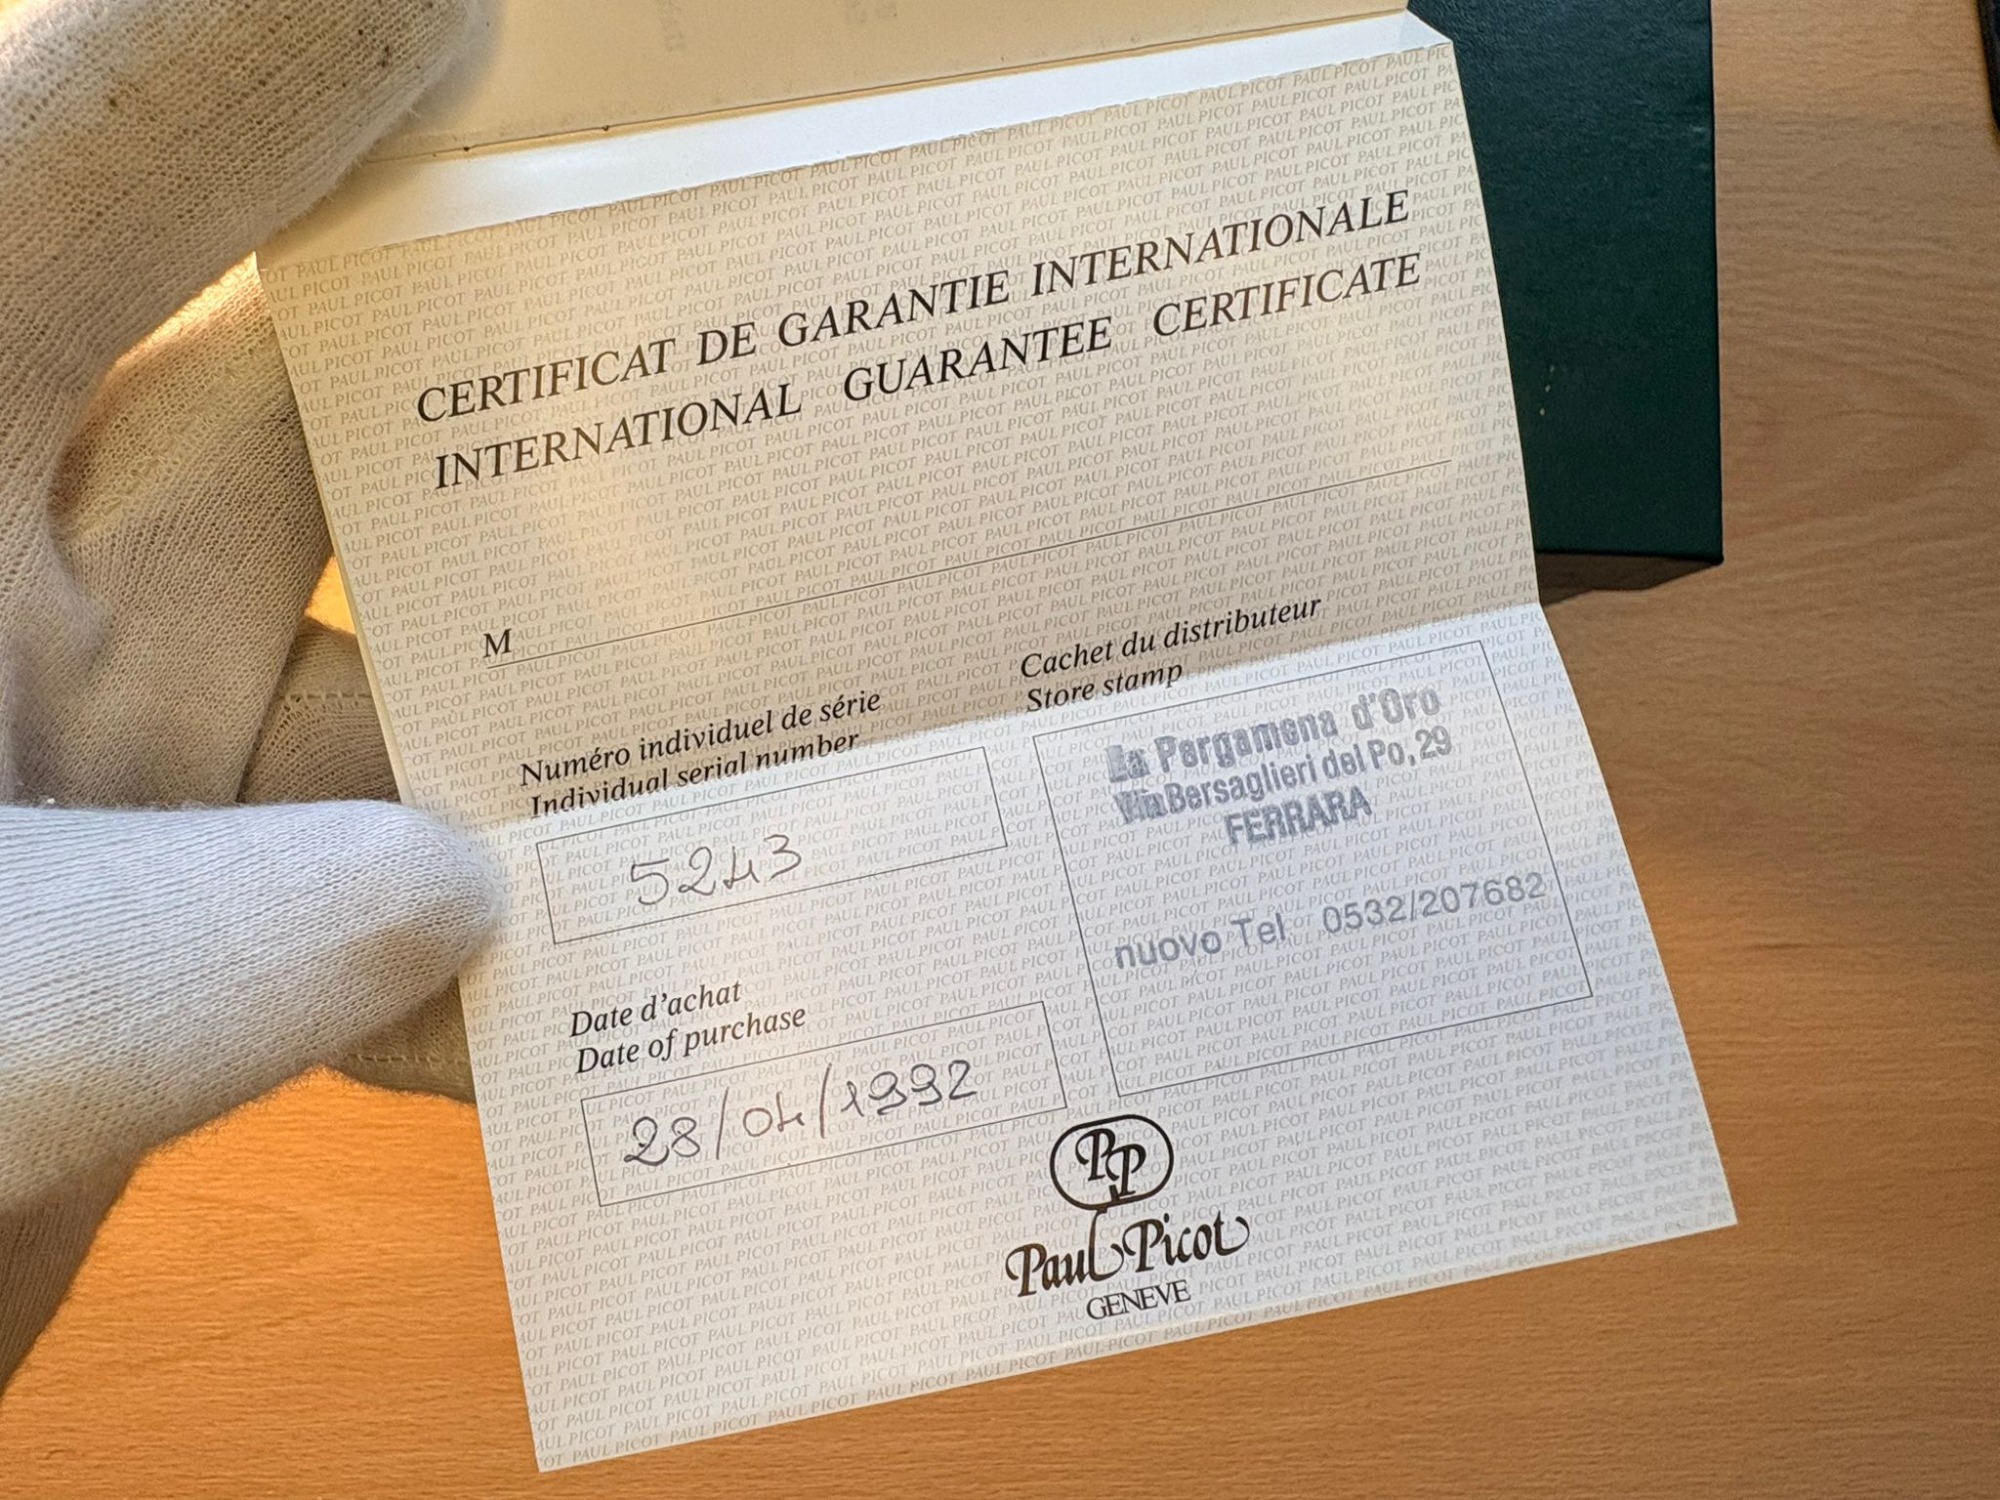 CERTIFICAT DE GARANTIE INTERNATIONALE
INTERNATIONAL GUARANTEE CERTIFICATE
M
Numéro individuel de série
Individual serial number
5243
Cachet du distributeur
Store stamp
La Pergamena d'Oro
Via Bersaglieri del Po, 29
FERRARA
nuovo Tel 0532/207682
Date d'achat
Date of purchase
28/04/1992
PP
Paul Picot
GENEVE